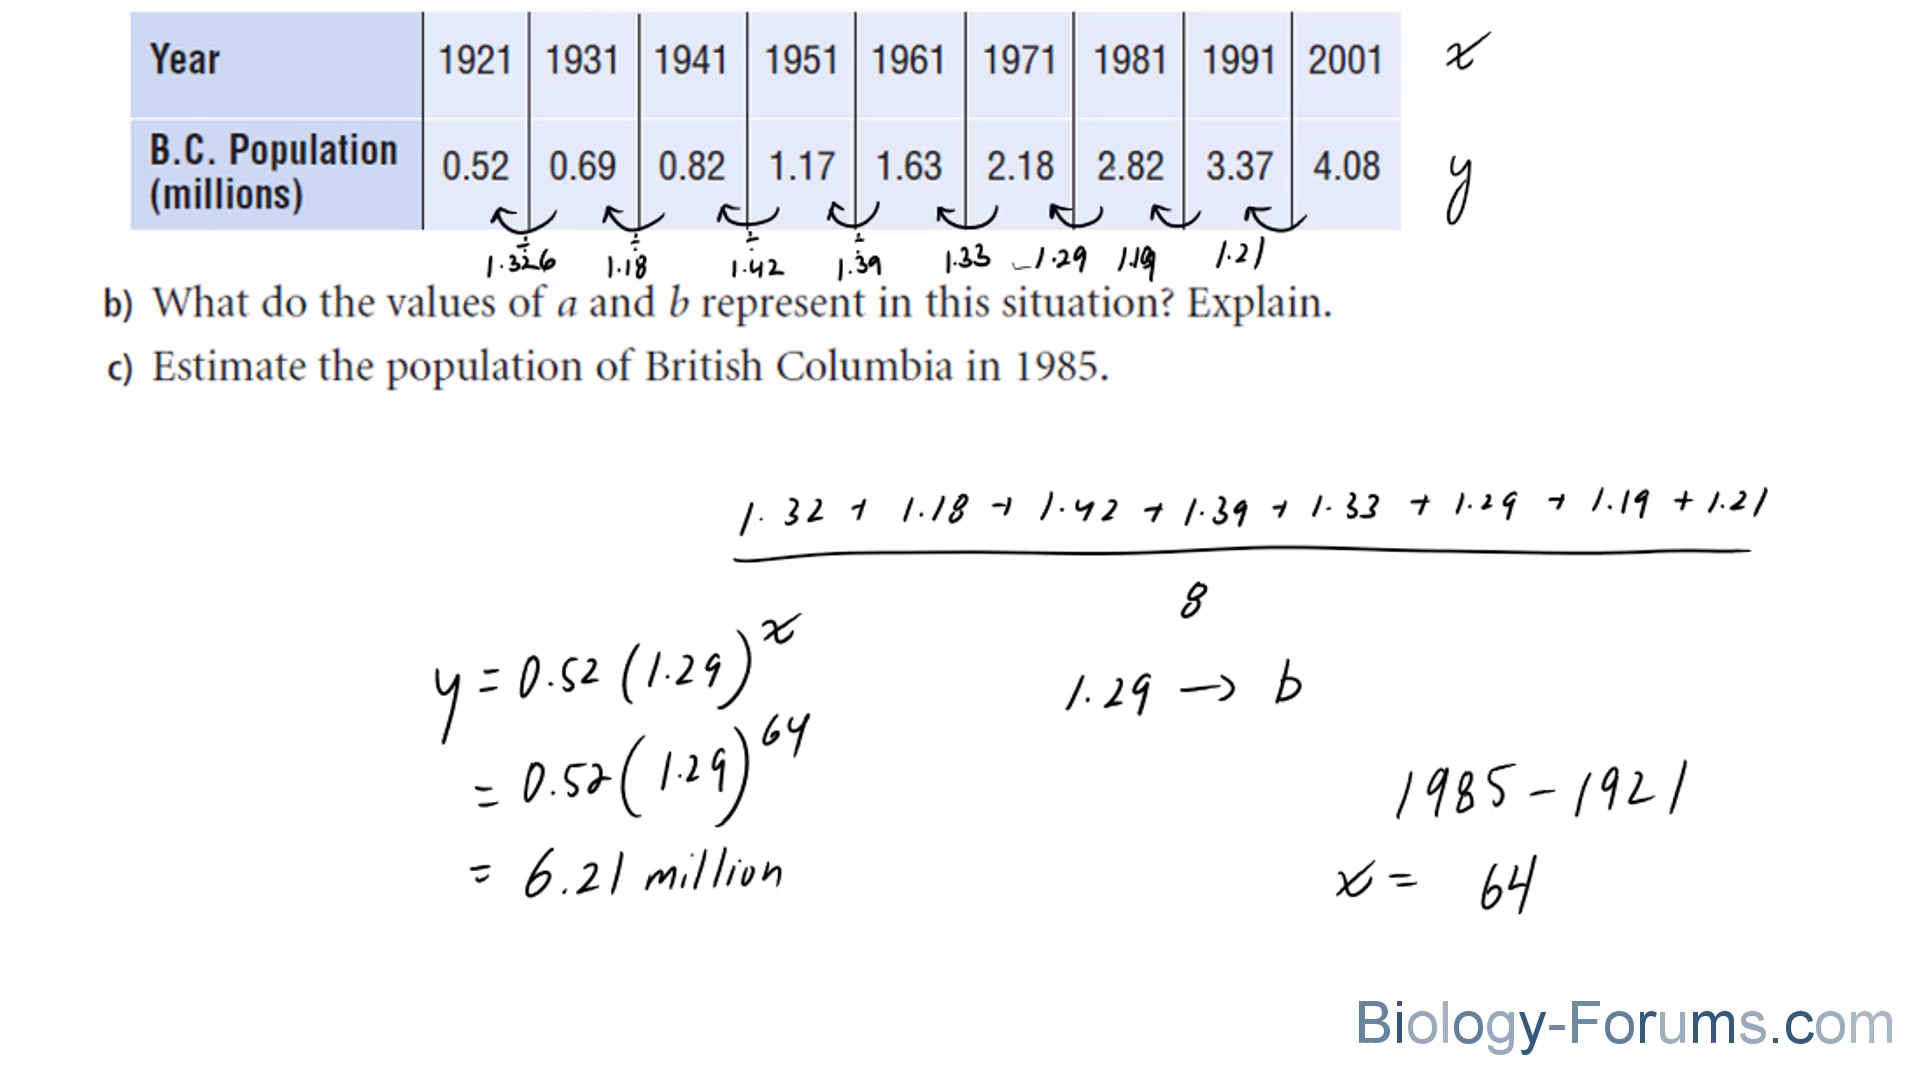 Year 1921 1931 1941 1951 1961 1971 1981 1991 2001 x
B.C. Population (millions) 0.52 0.69 0.82 1.17 1.63 2.18 2.82 3.37 4.08 y
÷ ÷ ÷ ÷
1.326 1.18 1.42 1.39 1.33 1.29 1.19 1.21
b) What do the values of a and b represent in this situation? Explain.
c) Estimate the population of British Columbia in 1985.
1.32 + 1.18 + 1.42 + 1.39 + 1.33 + 1.29 + 1.19 + 1.21
8
y = 0.52 (1.29)^x
1.29 → b
= 0.52 (1.29)^64
1985 - 1921
= 6.21 million
x = 64
Biology-Forums.com